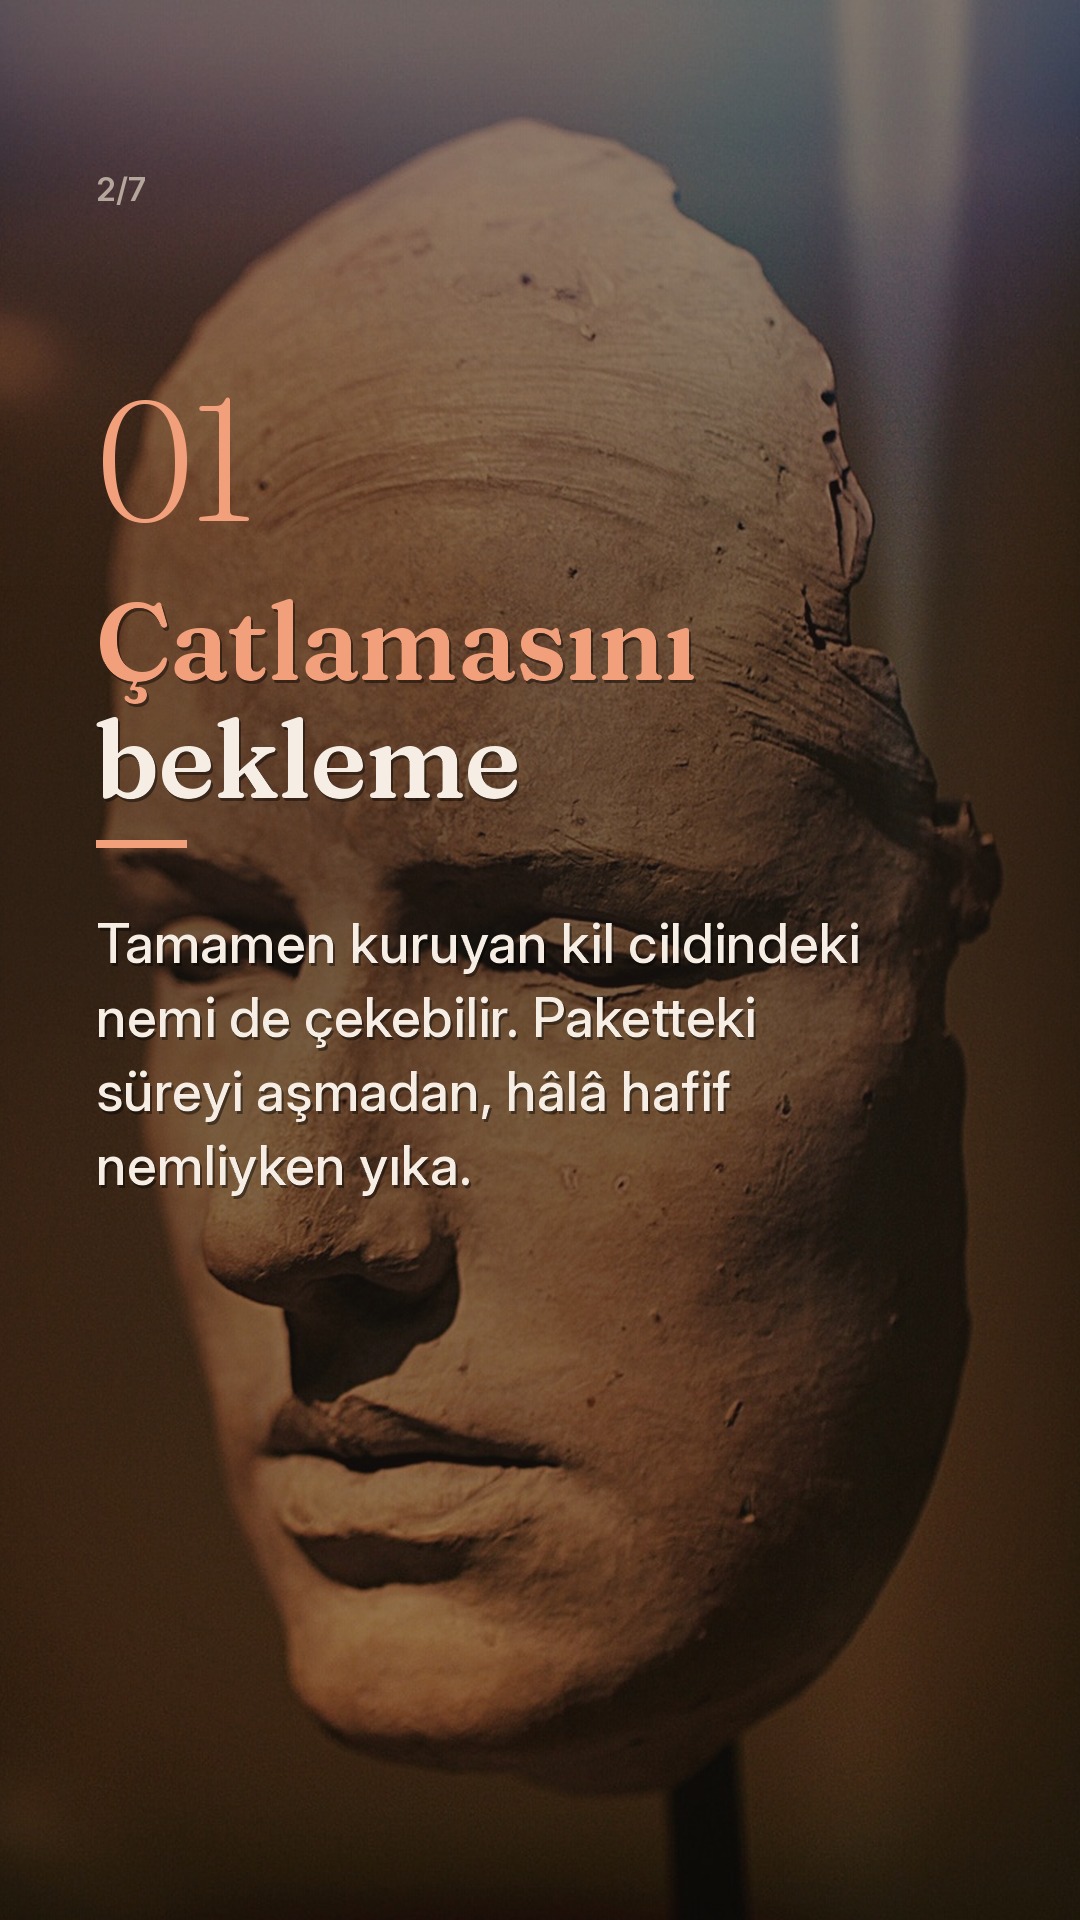 2/7
01
Çatlamasını
bekleme
Tamamen kuruyan kil cildindeki
nemi de çekebilir. Paketteki
süreyi aşmadan, hâlâ hafif
nemliyken yıka.